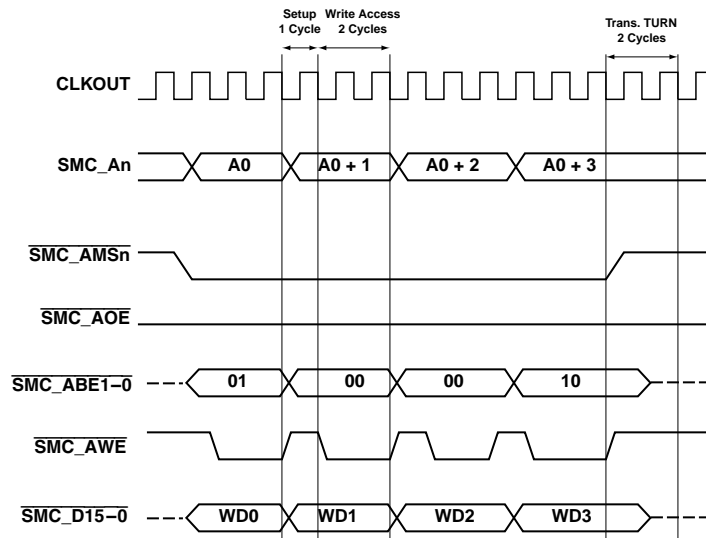 Setup
1 Cycle
Write Access
2 Cycles
Trans. TURN
2 Cycles
CLKOUT
SMC_An
A0
A0 + 1
A0 + 2
A0 + 3
SMC_AMSn
SMC_AOE
SMC_ABE1–0
01
00
00
10
SMC_AWE
SMC_D15–0
WD0
WD1
WD2
WD3